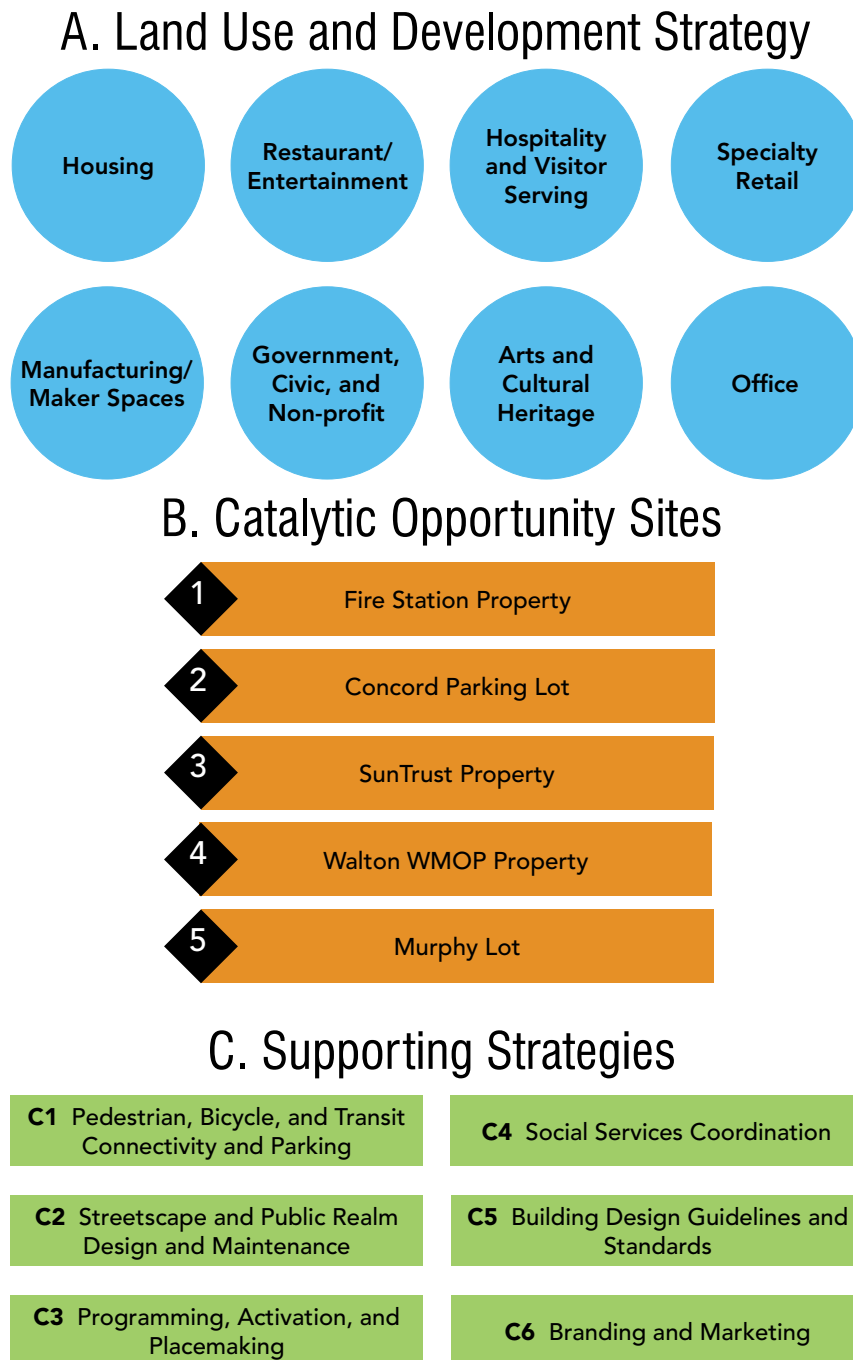 A. Land Use and Development Strategy
Housing
Restaurant/
Entertainment
Hospitality
and Visitor
Serving
Specialty
Retail
Manufacturing/
Maker Spaces
Government,
Civic, and
Non-profit
Arts and
Cultural
Heritage
Office
B. Catalytic Opportunity Sites
1 Fire Station Property
2 Concord Parking Lot
3 SunTrust Property
4 Walton WMOP Property
5 Murphy Lot
C. Supporting Strategies
C1 Pedestrian, Bicycle, and Transit
Connectivity and Parking
C2 Streetscape and Public Realm
Design and Maintenance
C3 Programming, Activation, and
Placemaking
C4 Social Services Coordination
C5 Building Design Guidelines and
Standards
C6 Branding and Marketing